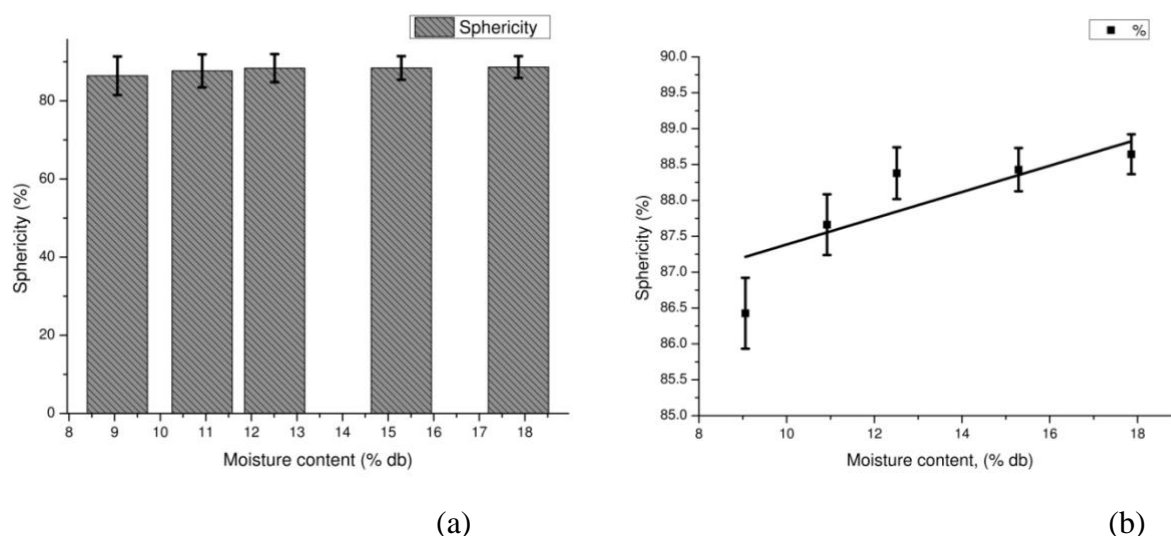 Sphericity
Sphericity (%)
80
60
40
20
0
8 9 10 11 12 13 14 15 16 17 18
Moisture content (% db)
(a)
%
Sphericity (%)
90.0
89.5
89.0
88.5
88.0
87.5
87.0
86.5
86.0
85.5
85.0
8 10 12 14 16 18
Moisture content, (% db)
(b)